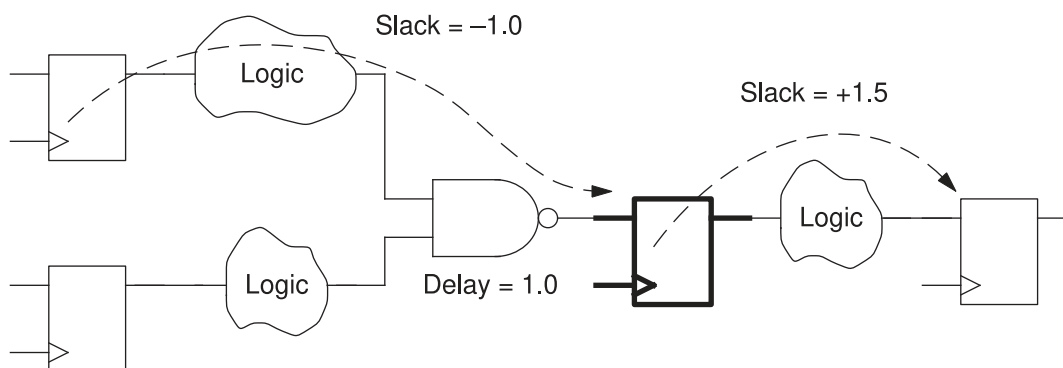 Slack = –1.0
Logic
Slack = +1.5
Logic
Logic
Delay = 1.0